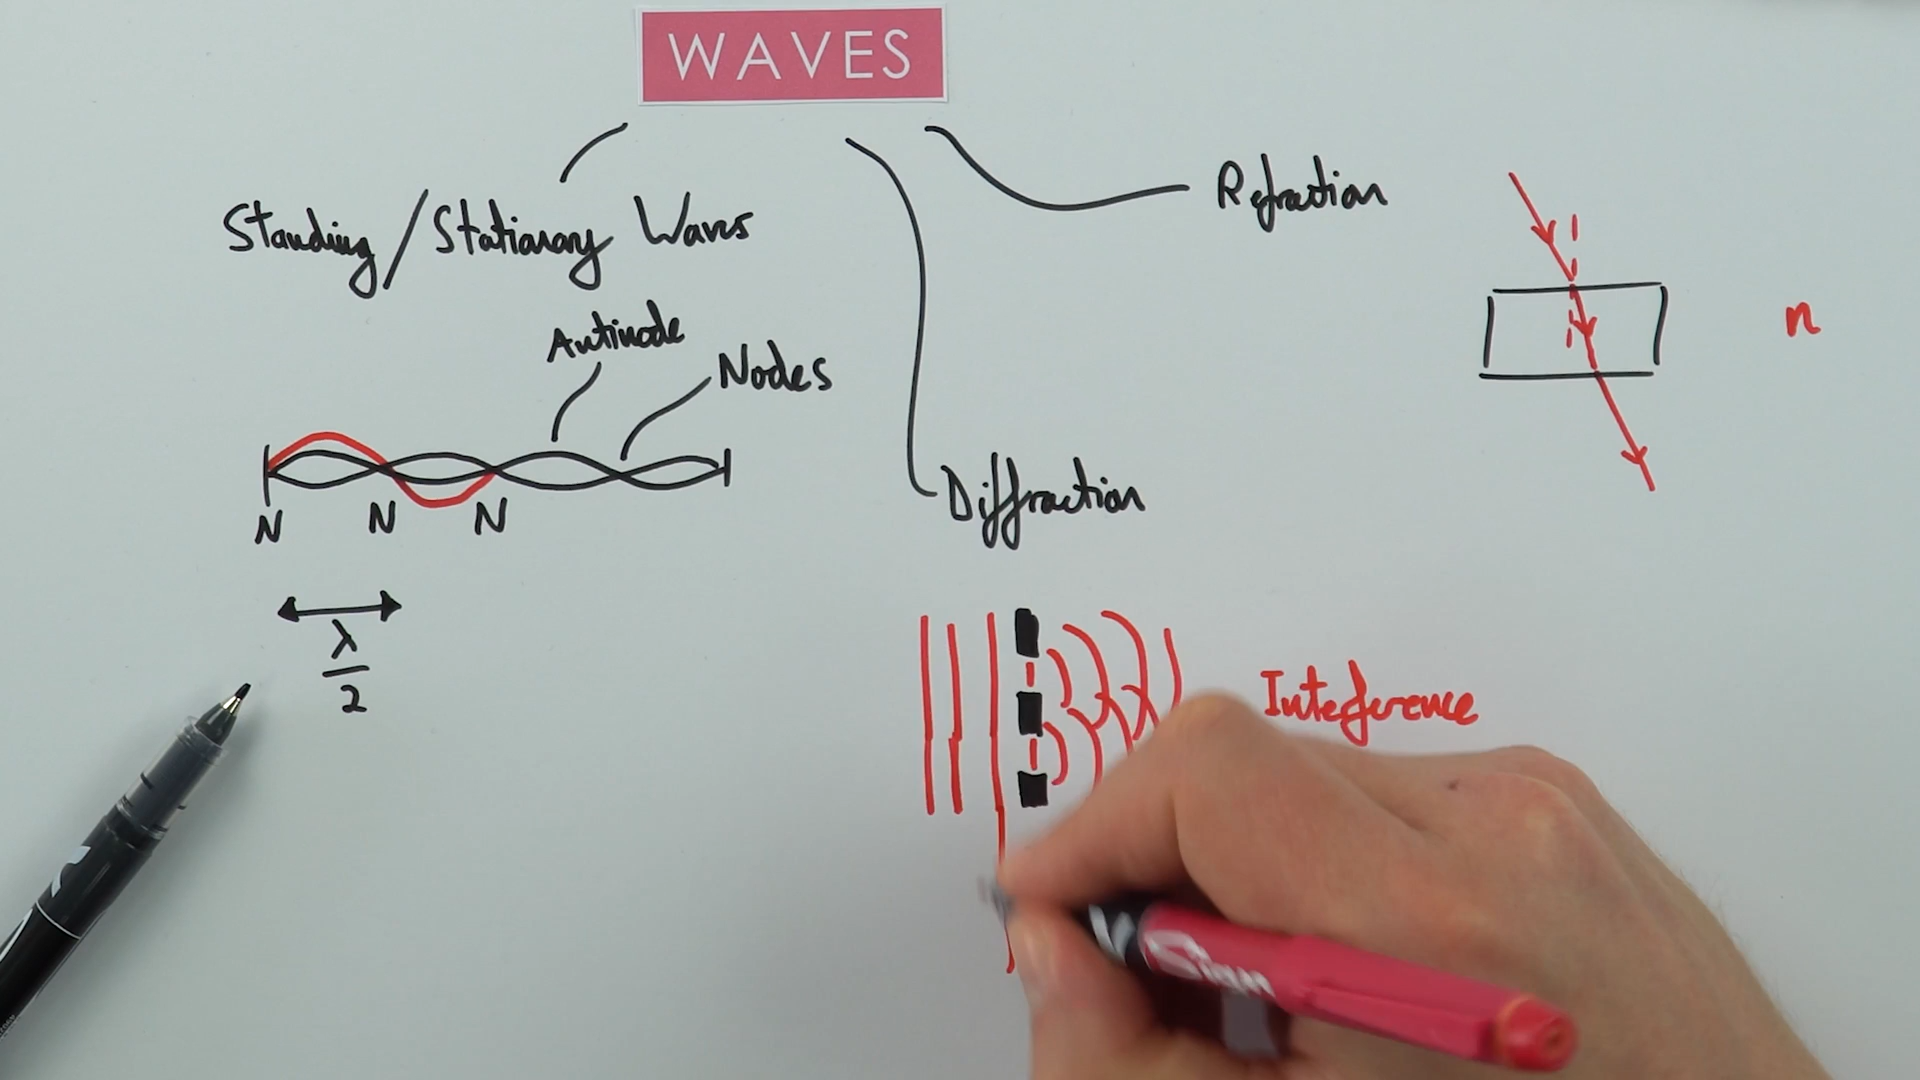 WAVES
Standing/Stationary Waves
Refraction
Antinode
Nodes
n
N N N
Diffraction
λ
2
Interference